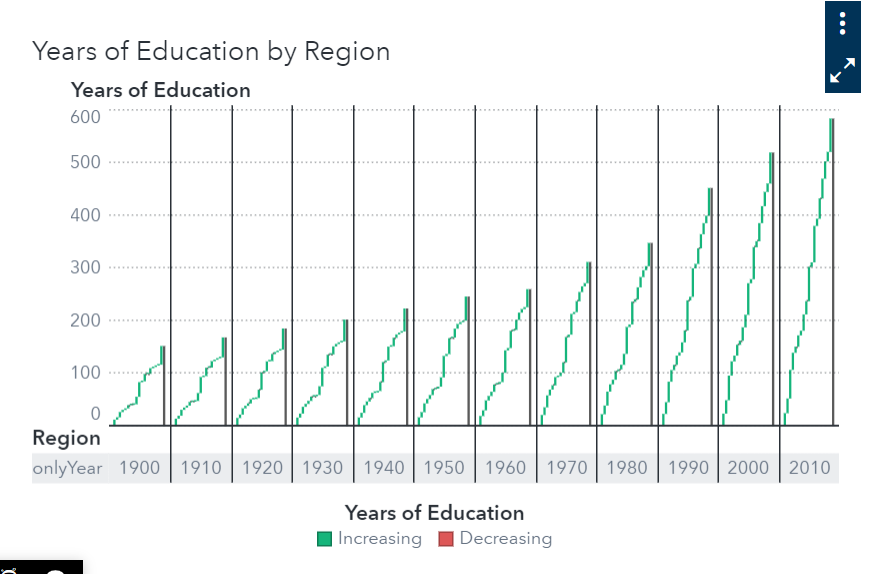 Years of Education by Region
Years of Education
600
500
400
300
200
100
0
Region
onlyYear 1900 1910 1920 1930 1940 1950 1960 1970 1980 1990 2000 2010
Years of Education
Increasing Decreasing